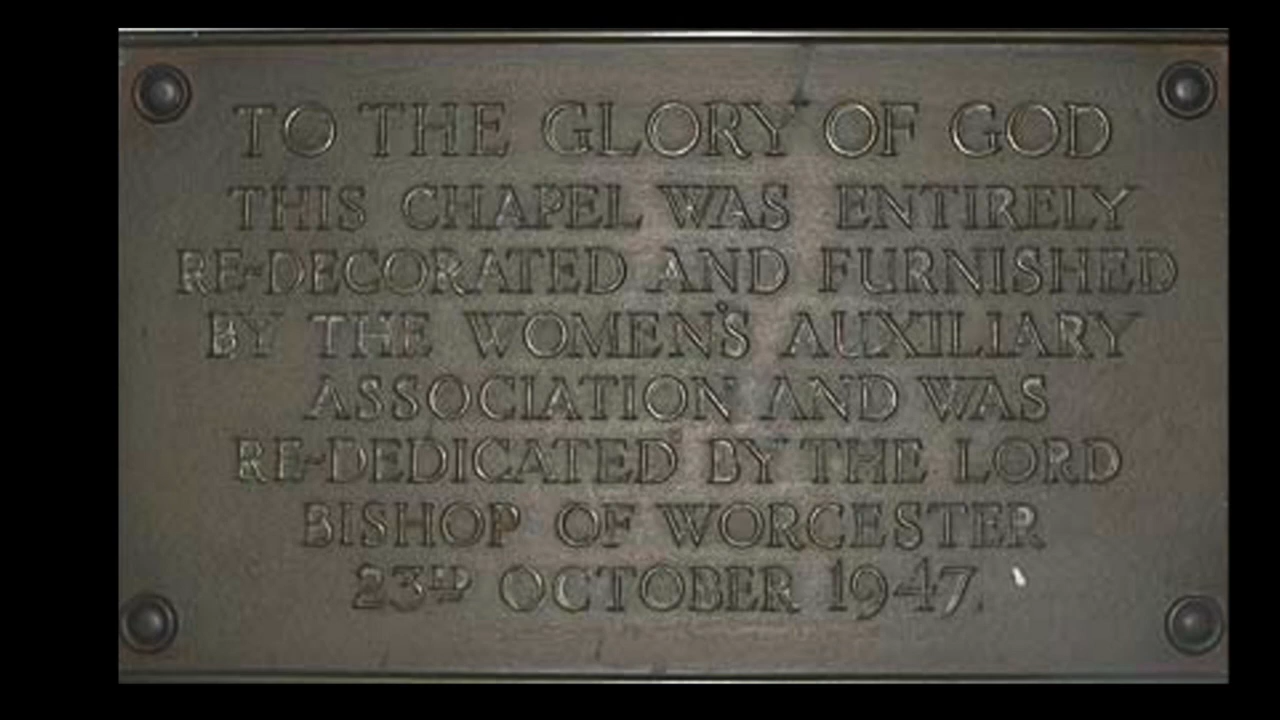 TO THE GLORY OF GOD
THIS CHAPEL WAS ENTIRELY
RE-DECORATED AND FURNISHED
BY THE WOMEN'S AUXILIARY
ASSOCIATION AND WAS
RE-DEDICATED BY THE LORD
BISHOP OF WORCESTER
23RD OCTOBER 1947.